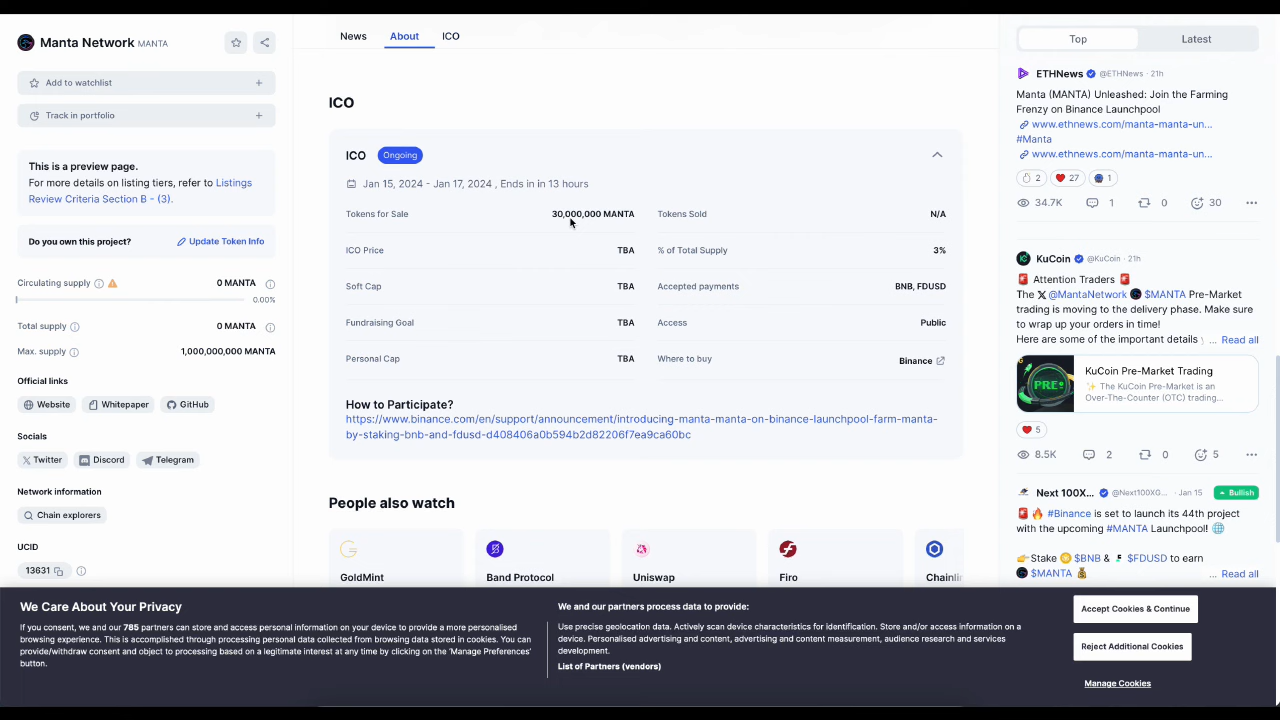 Manta Network MANTA
Add to watchlist +
Track in portfolio +
This is a preview page.
For more details on listing tiers, refer to Listings
Review Criteria Section B - (3).
Do you own this project? Update Token Info
Circulating supply 0 MANTA
0.00%
Total supply 0 MANTA
Max. supply 1,000,000,000 MANTA
Official links
Website Whitepaper GitHub
Socials
Twitter Discord Telegram
Network information
Chain explorers
UCID
13631
News About ICO
ICO
ICO Ongoing
Jan 15, 2024 - Jan 17, 2024 , Ends in in 13 hours
Tokens for Sale 30,000,000 MANTA Tokens Sold N/A
ICO Price TBA % of Total Supply 3%
Soft Cap TBA Accepted payments BNB, FDUSD
Fundraising Goal TBA Access Public
Personal Cap TBA Where to buy Binance
How to Participate?
https://www.binance.com/en/support/announcement/introducing-manta-manta-on-binance-launchpool-farm-manta-
by-staking-bnb-and-fdusd-d408406a0b594b2d82206f7ea9ca60bc
People also watch
GoldMint Band Protocol Uniswap Firo Chainli
Top Latest
ETHNews @ETHNews · 21h
Manta (MANTA) Unleashed: Join the Farming
Frenzy on Binance Launchpool
www.ethnews.com/manta-manta-un...
#Manta
www.ethnews.com/manta-manta-un...
2 27 1
34.7K 1 0 30 ...
KuCoin @KuCoin · 21h
Attention Traders
The X @MantaNetwork $MANTA Pre-Market
trading is moving to the delivery phase. Make sure
to wrap up your orders in time!
Here are some of the important details ... Read all
PRE
KuCoin Pre-Market Trading
The KuCoin Pre-Market is an
Over-The-Counter (OTC) trading...
5
8.5K 2 0 5 ...
Next 100X... @Next100XG... · Jan 15 Bullish
#Binance is set to launch its 44th project
with the upcoming #MANTA Launchpool!
Stake $BNB & $FDUSD to earn
$MANTA ... Read all
We Care About Your Privacy
If you consent, we and our 785 partners can store and access personal information on your device to provide a more personalised
browsing experience. This is accomplished through processing personal data collected from browsing data stored in cookies. You can
provide/withdraw consent and object to processing based on a legitimate interest at any time by clicking on the ‘Manage Preferences’
button.
We and our partners process data to provide:
Use precise geolocation data. Actively scan device characteristics for identification. Store and/or access information on a
device. Personalised advertising and content, advertising and content measurement, audience research and services
development.
List of Partners (vendors)
Accept Cookies & Continue
Reject Additional Cookies
Manage Cookies